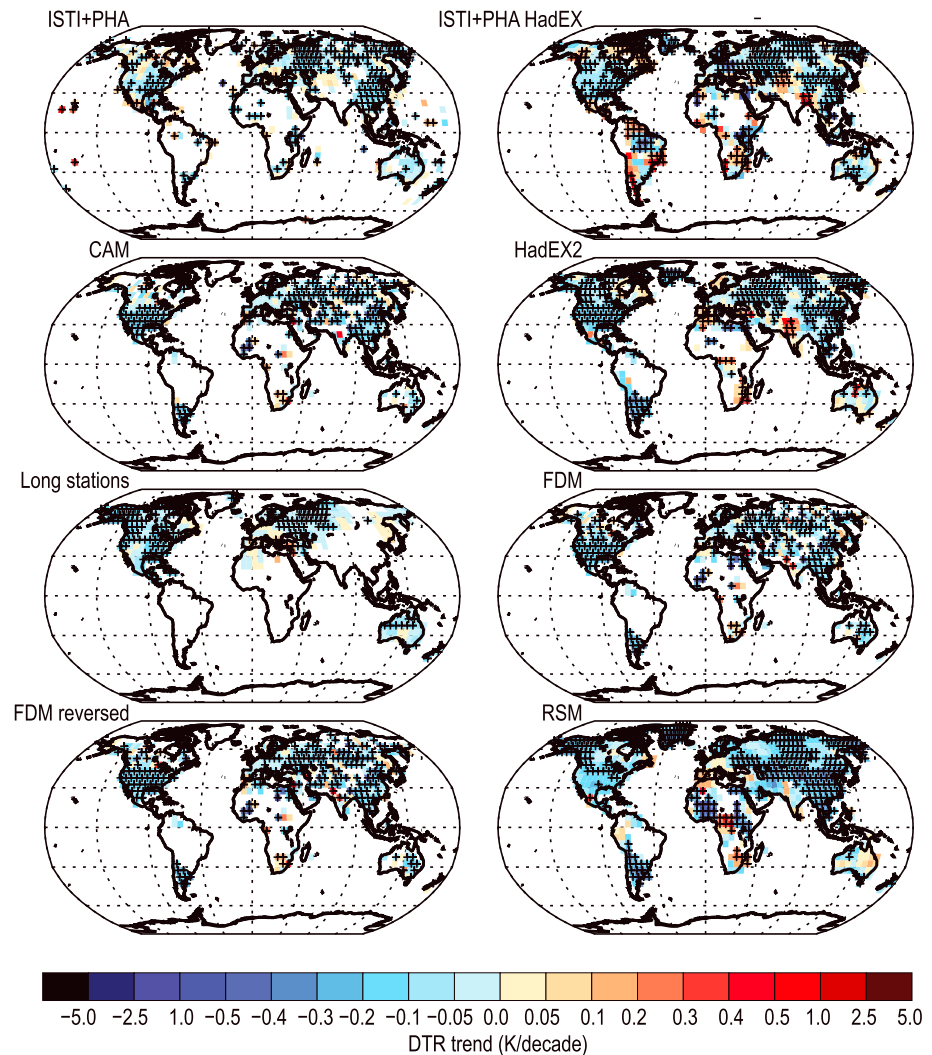 ISTI+PHA
ISTI+PHA HadEX
CAM
HadEX2
Long stations
FDM
FDM reversed
RSM
−5.0 −2.5 1.0 −0.5 −0.4 −0.3 −0.2 −0.1 −0.05 0.0 0.05 0.1 0.2 0.3 0.4 0.5 1.0 2.5 5.0
DTR trend (K/decade)